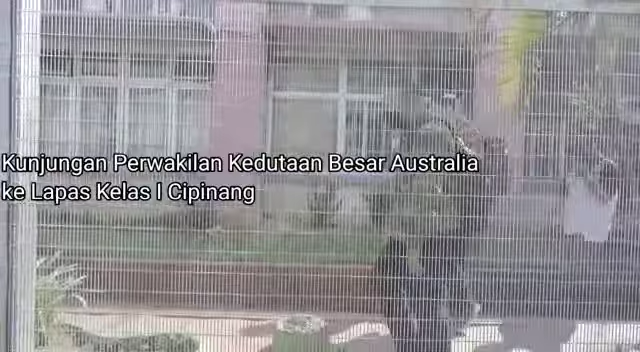 Kunjungan Perwakilan Kedutaan Besar Australia
ke Lapas Kelas I Cipinang